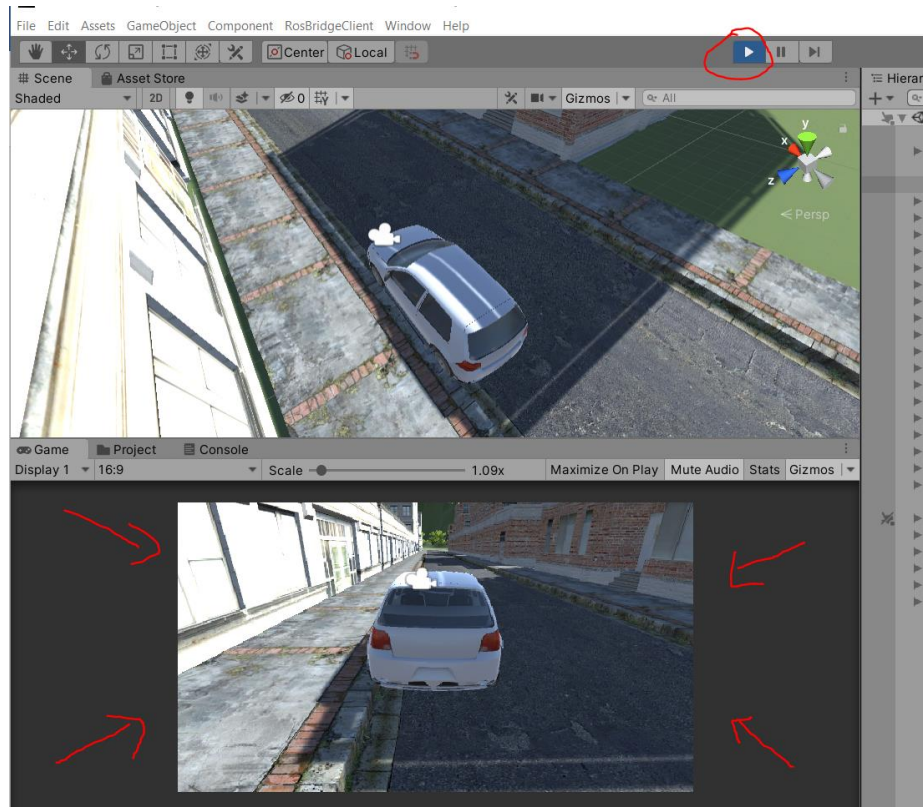 File Edit Assets GameObject Component RosBridgeClient Window Help
Center Local
Scene Asset Store
Hierar
Shaded 2D 0 Gizmos All
y
x
z
Persp
Game Project Console
Display 1 16:9 Scale 1.09x Maximize On Play Mute Audio Stats Gizmos